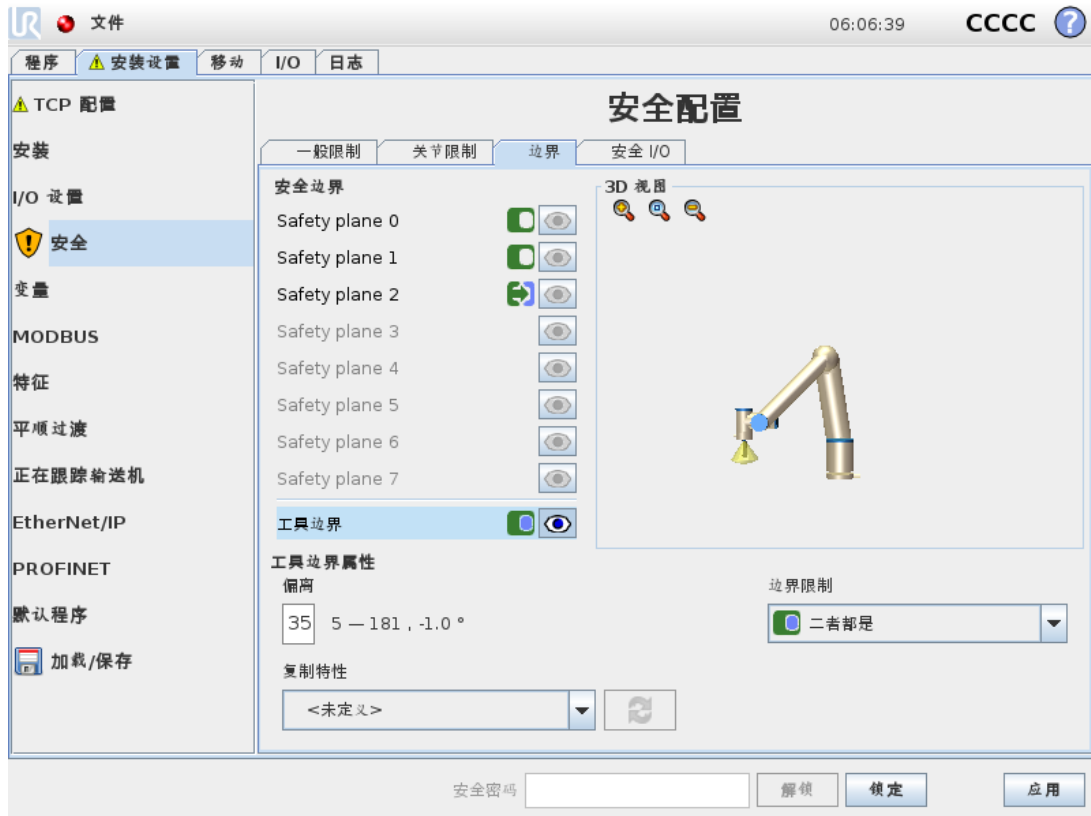 UR 文件 06:06:39 CCCC ?
程序 安装设置 移动 I/O 日志
TCP 配置
安装
I/O 设置
安全
变量
MODBUS
特征
平顺过渡
正在跟踪输送机
EtherNet/IP
PROFINET
默认程序
加载/保存
安全配置
一般限制 关节限制 边界 安全 I/O
安全边界
Safety plane 0
Safety plane 1
Safety plane 2
Safety plane 3
Safety plane 4
Safety plane 5
Safety plane 6
Safety plane 7
工具边界
3D 视图
工具边界属性
偏离
35 5 — 181 , -1.0 °
复制特性
<未定义>
边界限制
二者都是
安全密码 解锁 锁定 应用